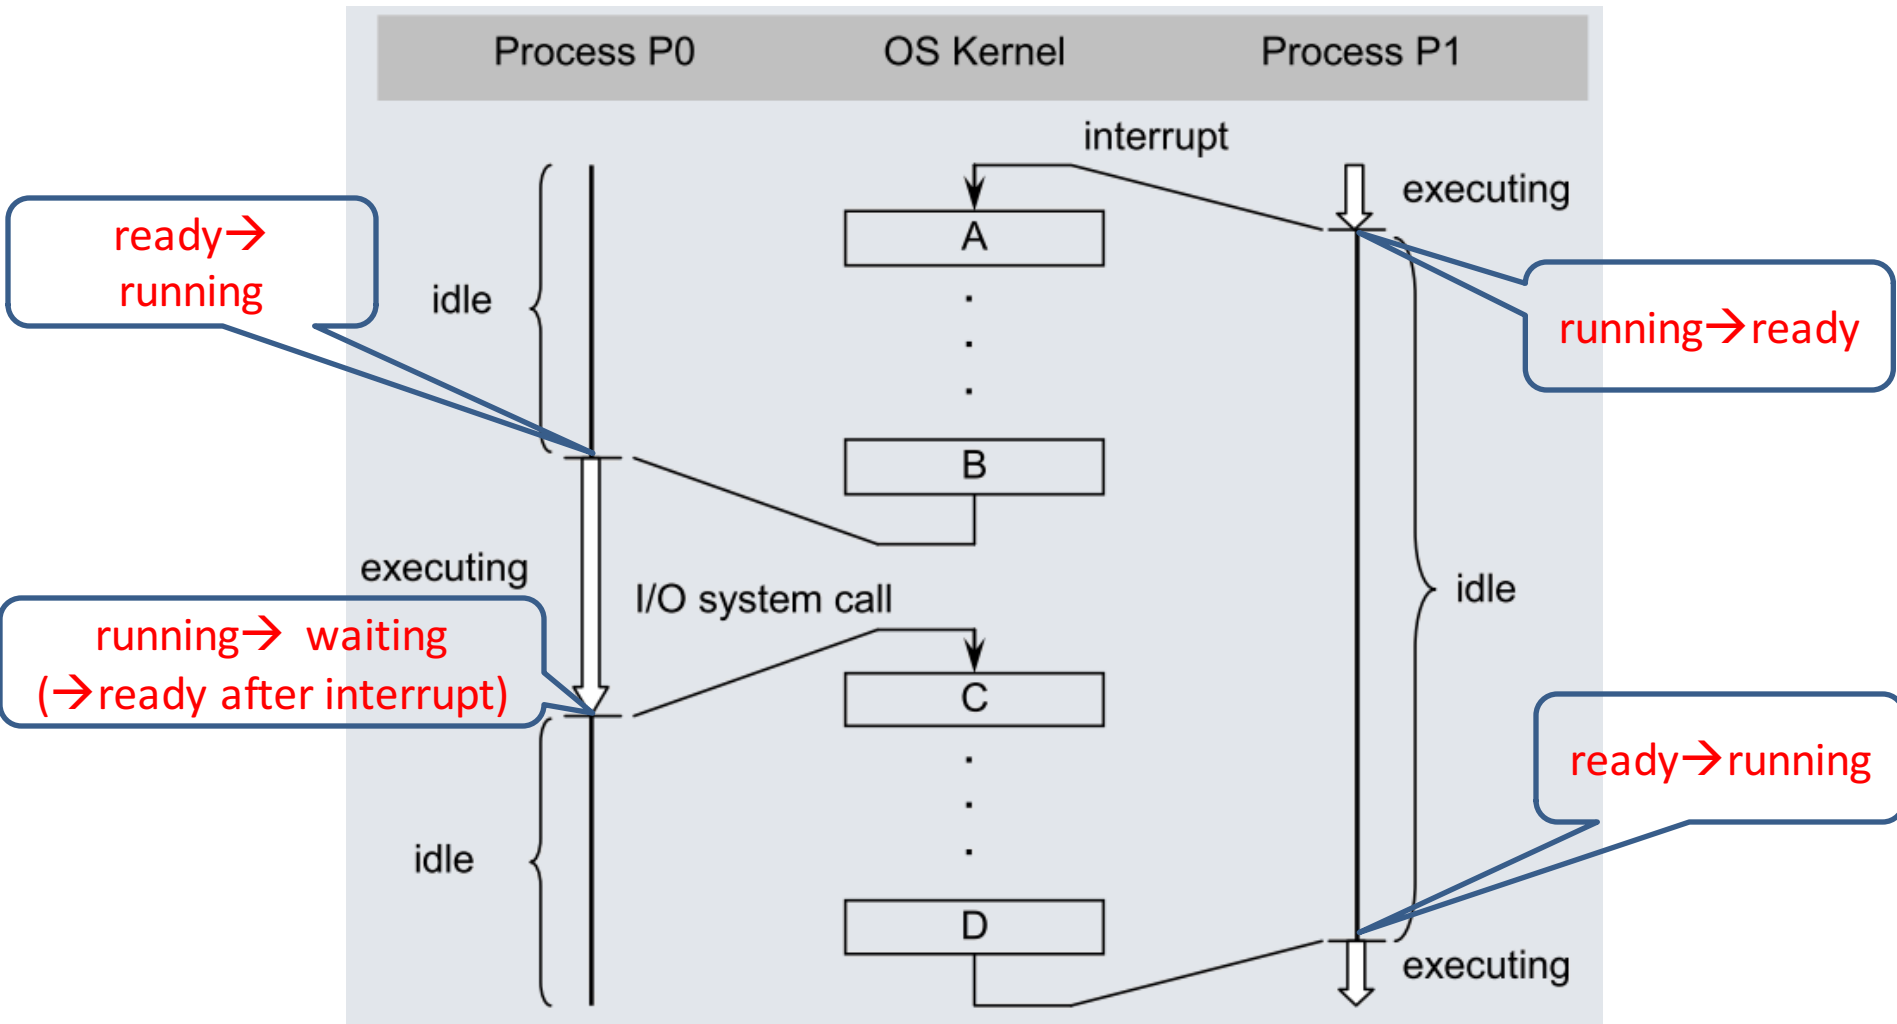 Process P0 OS Kernel Process P1
interrupt
executing
ready→
running
A
idle
running→ready
B
executing
I/O system call
idle
running→ waiting
(→ready after interrupt)
C
ready→running
idle
D
executing